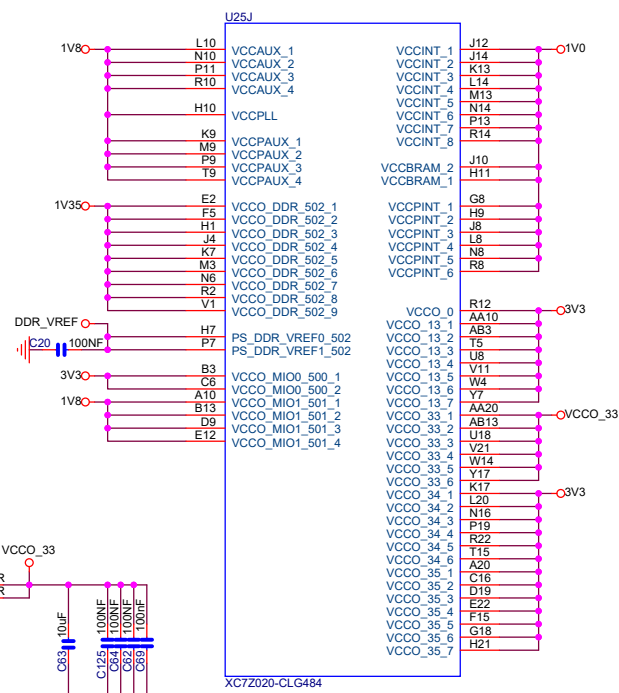 U25J
1V8 L10 VCCAUX_1 VCCINT_1 J12 1V0
N10 VCCAUX_2 VCCINT_2 J14
P11 VCCAUX_3 VCCINT_3 K13
R10 VCCAUX_4 VCCINT_4 L14
VCCINT_5 M13
H10 VCCPLL VCCINT_6 N14
VCCINT_7 P13
K9 VCCPAUX_1 VCCINT_8 R14
M9 VCCPAUX_2
P9 VCCPAUX_3 VCCBRAM_2 J10
T9 VCCPAUX_4 VCCBRAM_1 H11
1V35 E2 VCCO_DDR_502_1 VCCPINT_1 G8
F5 VCCO_DDR_502_2 VCCPINT_2 H9
H1 VCCO_DDR_502_3 VCCPINT_3 J8
J4 VCCO_DDR_502_4 VCCPINT_4 L8
K7 VCCO_DDR_502_5 VCCPINT_5 N8
M3 VCCO_DDR_502_6 VCCPINT_6 R8
N6 VCCO_DDR_502_7
R2 VCCO_DDR_502_8
V1 VCCO_DDR_502_9 VCCO_0 R12 3V3
DDR_VREF VCCO_13_1 AA10
H7 PS_DDR_VREF0_502 VCCO_13_2 AB3
C20 100NF P7 PS_DDR_VREF1_502 VCCO_13_3 T5
VCCO_13_4 U8
3V3 B3 VCCO_MIO0_500_1 VCCO_13_5 V11
C6 VCCO_MIO0_500_2 VCCO_13_6 W4
1V8 A10 VCCO_MIO1_501_1 VCCO_13_7 Y7
B13 VCCO_MIO1_501_2 VCCO_33_1 AA20 VCCO_33
D9 VCCO_MIO1_501_3 VCCO_33_2 AB13
E12 VCCO_MIO1_501_4 VCCO_33_3 U18
VCCO_33_4 V21
VCCO_33_5 W14
VCCO_33_6 Y17
VCCO_34_1 K17 3V3
VCCO_34_2 L20
VCCO_34_3 N16
VCCO_34_4 P19
VCCO_34_5 R22
VCCO_34_6 T15
VCCO_35_1 A20
VCCO_35_2 C16
VCCO_35_3 D19
VCCO_35_4 E22
VCCO_35_5 F15
VCCO_35_6 G18
VCCO_35_7 H21
VCCO_33
R
R
C63 10uF
C125 100NF
C64 100NF
C62 100NF
C69 100nF
XC7Z020-CLG484